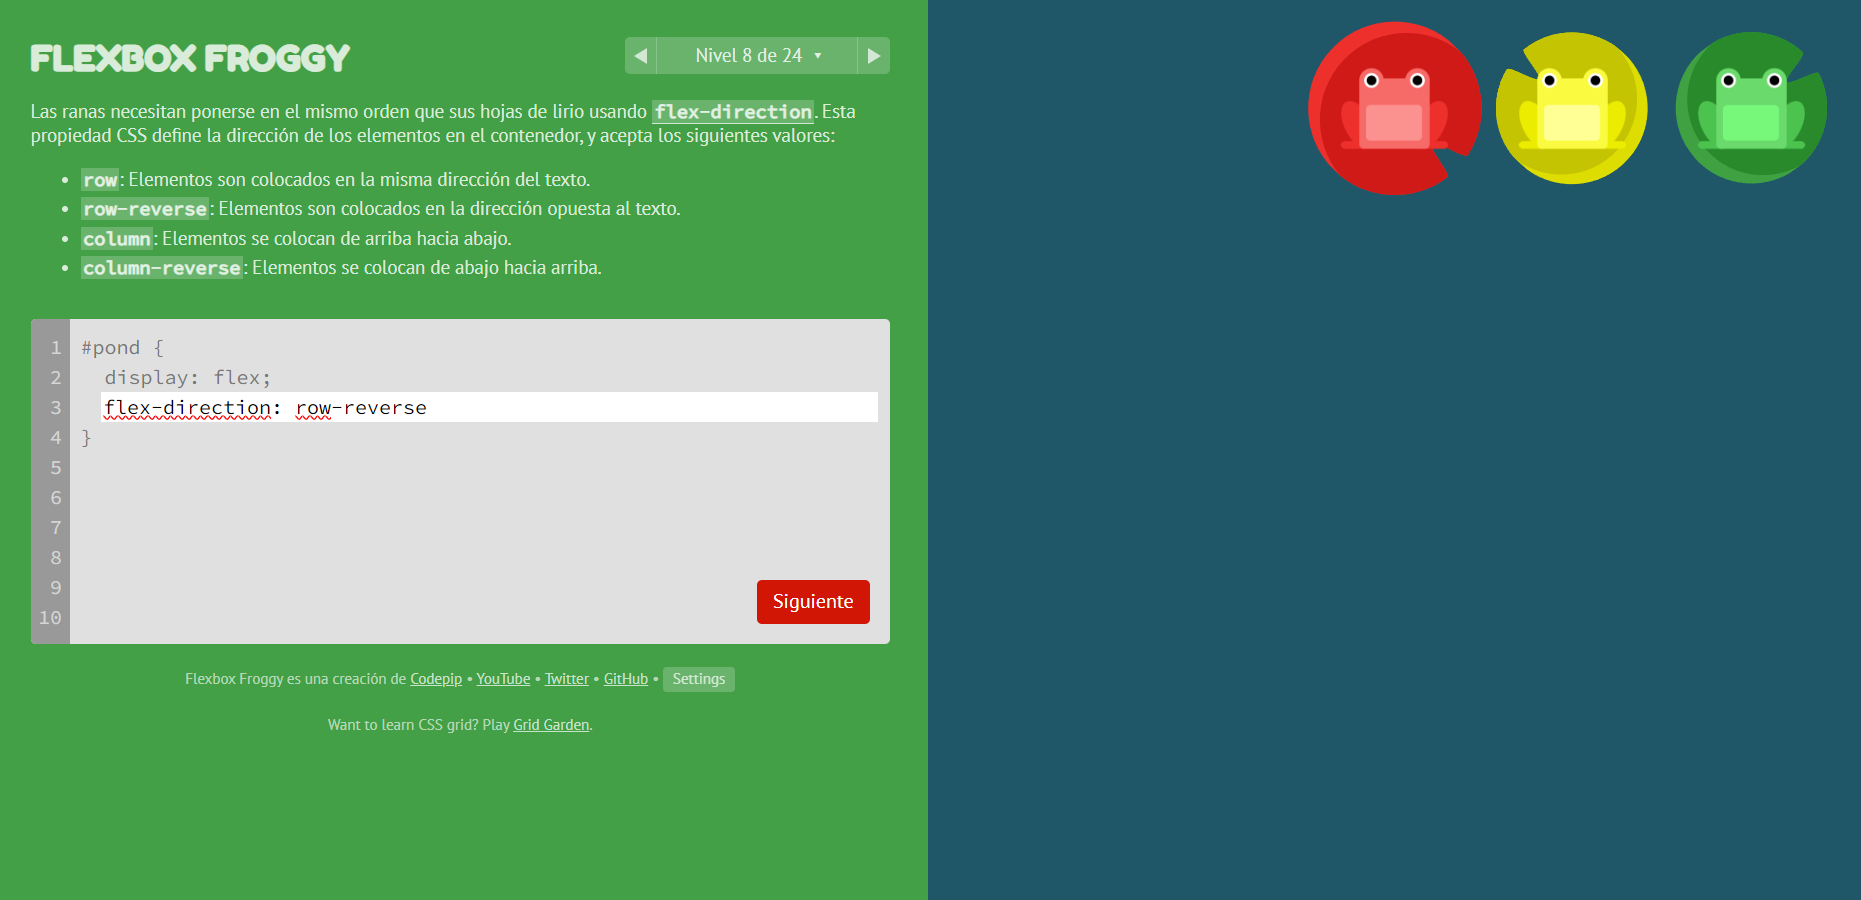 FLEXBOX FROGGY
◀ Nivel 8 de 24 ▾ ▶
Las ranas necesitan ponerse en el mismo orden que sus hojas de lirio usando flex-direction. Esta
propiedad CSS define la dirección de los elementos en el contenedor, y acepta los siguientes valores:
• row: Elementos son colocados en la misma dirección del texto.
• row-reverse: Elementos son colocados en la dirección opuesta al texto.
• column: Elementos se colocan de arriba hacia abajo.
• column-reverse: Elementos se colocan de abajo hacia arriba.
1 #pond {
2 display: flex;
3 flex-direction: row-reverse
4 }
5
6
7
8
9
10
Siguiente
Flexbox Froggy es una creación de Codepip • YouTube • Twitter • GitHub • Settings
Want to learn CSS grid? Play Grid Garden.